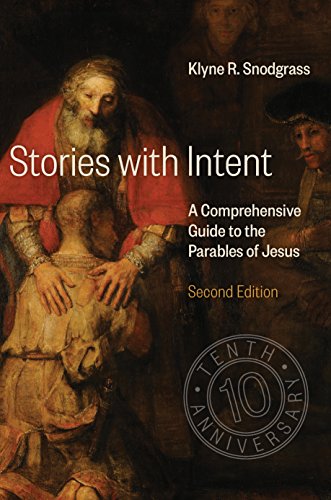 Klyne R. Snodgrass
Stories with Intent
A Comprehensive
Guide to the
Parables of Jesus
Second Edition
TENTH
10
ANNIVERSARY